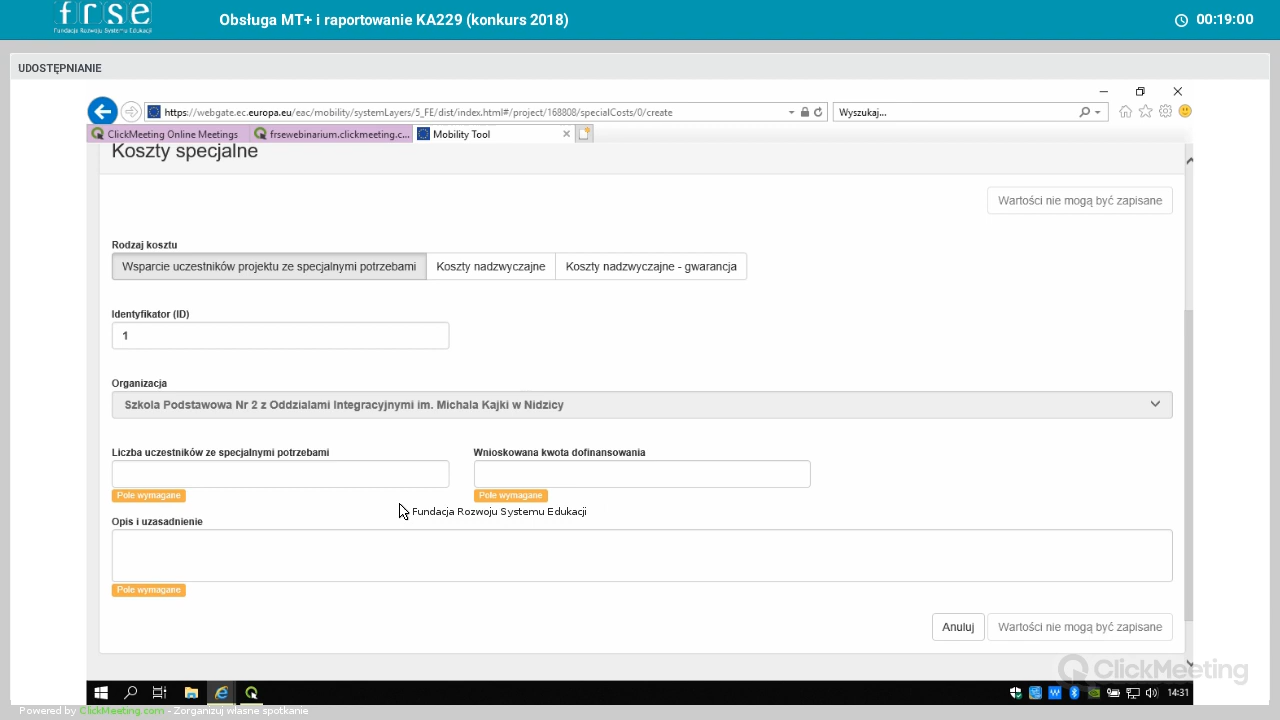 frse
Fundacja Rozwoju Systemu Edukacji
Obsługa MT+ i raportowanie KA229 (konkurs 2018)
00:19:00
UDOSTĘPNIANIE
https://webgate.ec.europa.eu/eac/mobility/systemLayers/5_FE/dist/index.html#/project/168808/specialCosts/0/create
Wyszukaj...
ClickMeeting Online Meetings
frsewebinarium.clickmeeting.c...
Mobility Tool
Koszty specjalne
Wartości nie mogą być zapisane
Rodzaj kosztu
Wsparcie uczestników projektu ze specjalnymi potrzebami
Koszty nadzwyczajne
Koszty nadzwyczajne - gwarancja
Identyfikator (ID)
1
Organizacja
Szkola Podstawowa Nr 2 z Oddzialami Integracyjnymi im. Michala Kajki w Nidzicy
Liczba uczestników ze specjalnymi potrzebami
Wnioskowana kwota dofinansowania
Pole wymagane
Pole wymagane
Fundacja Rozwoju Systemu Edukacji
Opis i uzasadnienie
Pole wymagane
Anuluj
Wartości nie mogą być zapisane
ClickMeeting
14:31
Powered by ClickMeeting.com - Zorganizuj własne spotkanie